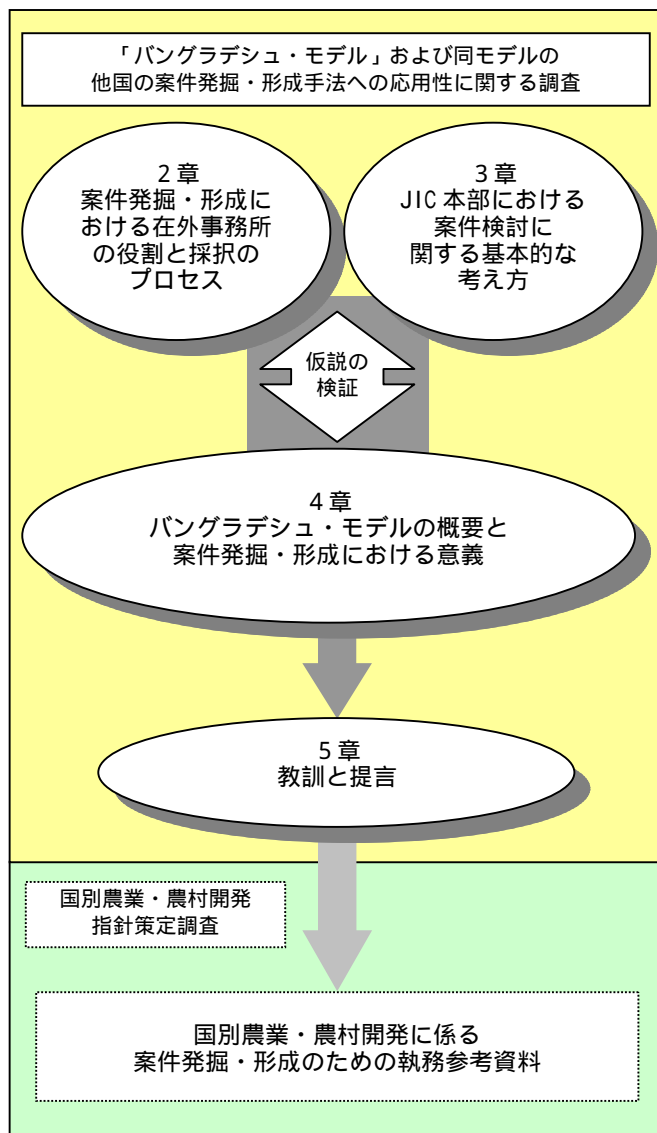 「バングラデシュ・モデル」および同モデルの
他国の案件発掘・形成手法への応用性に関する調査
2章
案件発掘・形成に
おける在外事務所
の役割と採択の
プロセス
3章
JIC本部における
案件検討に
関する基本的な
考え方
仮説の
検証
4章
バングラデシュ・モデルの概要と
案件発掘・形成における意義
5章
教訓と提言
国別農業・農村開発
指針策定調査
国別農業・農村開発に係る
案件発掘・形成のための執務参考資料